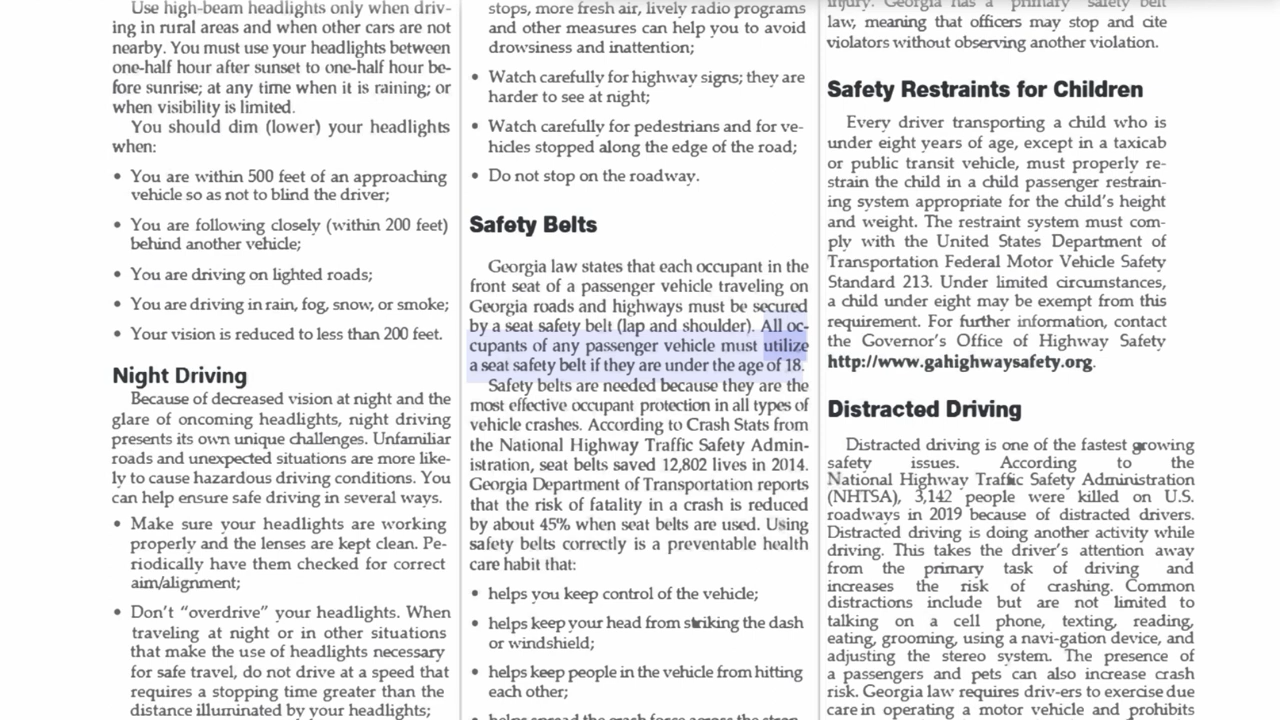 Use high-beam headlights only when driv-
ing in rural areas and when other cars are not
nearby. You must use your headlights between
one-half hour after sunset to one-half hour be-
fore sunrise; at any time when it is raining; or
when visibility is limited.
You should dim (lower) your headlights
when:
• You are within 500 feet of an approaching
vehicle so as not to blind the driver;
• You are following closely (within 200 feet)
behind another vehicle;
• You are driving on lighted roads;
• You are driving in rain, fog, snow, or smoke;
• Your vision is reduced to less than 200 feet.
Night Driving
Because of decreased vision at night and the
glare of oncoming headlights, night driving
presents its own unique challenges. Unfamiliar
roads and unexpected situations are more like-
ly to cause hazardous driving conditions. You
can help ensure safe driving in several ways.
• Make sure your headlights are working
properly and the lenses are kept clean. Pe-
riodically have them checked for correct
aim/alignment;
• Don't “overdrive” your headlights. When
traveling at night or in other situations
that make the use of headlights necessary
for safe travel, do not drive at a speed that
requires a stopping time greater than the
distance illuminated by your headlights;
stops, more fresh air, lively radio programs
and other measures can help you to avoid
drowsiness and inattention;
• Watch carefully for highway signs; they are
harder to see at night;
• Watch carefully for pedestrians and for ve-
hicles stopped along the edge of the road;
• Do not stop on the roadway.
Safety Belts
Georgia law states that each occupant in the
front seat of a passenger vehicle traveling on
Georgia roads and highways must be secured
by a seat safety belt (lap and shoulder). All oc-
cupants of any passenger vehicle must utilize
a seat safety belt if they are under the age of 18.
Safety belts are needed because they are the
most effective occupant protection in all types of
vehicle crashes. According to Crash Stats from
the National Highway Traffic Safety Admin-
istration, seat belts saved 12,802 lives in 2014.
Georgia Department of Transportation reports
that the risk of fatality in a crash is reduced
by about 45% when seat belts are used. Using
safety belts correctly is a preventable health
care habit that:
• helps you keep control of the vehicle;
• helps keep your head from striking the dash
or windshield;
• helps keep people in the vehicle from hitting
each other;
• helps spread the crash force across the stron-
injury. Georgia has a “primary” safety belt
law, meaning that officers may stop and cite
violators without observing another violation.
Safety Restraints for Children
Every driver transporting a child who is
under eight years of age, except in a taxicab
or public transit vehicle, must properly re-
strain the child in a child passenger restrain-
ing system appropriate for the child's height
and weight. The restraint system must com-
ply with the United States Department of
Transportation Federal Motor Vehicle Safety
Standard 213. Under limited circumstances,
a child under eight may be exempt from this
requirement. For further information, contact
the Governor's Office of Highway Safety
http://www.gahighwaysafety.org.
Distracted Driving
Distracted driving is one of the fastest growing
safety issues. According to the
National Highway Traffic Safety Administration
(NHTSA), 3,142 people were killed on U.S.
roadways in 2019 because of distracted drivers.
Distracted driving is doing another activity while
driving. This takes the driver's attention away
from the primary task of driving and
increases the risk of crashing. Common
distractions include but are not limited to
talking on a cell phone, texting, reading,
eating, grooming, using a navi-gation device, and
adjusting the stereo system. The presence of
a passengers and pets can also increase crash
risk. Georgia law requires driv-ers to exercise due
care in operating a motor vehicle and prohibits